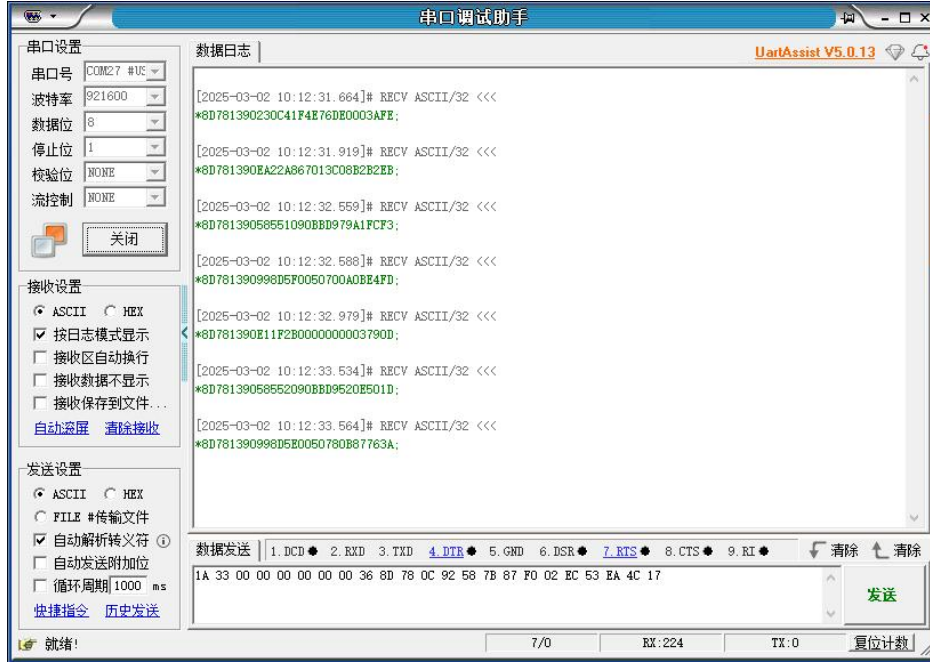 串口调试助手
串口设置
串口号 COM27 #US
波特率 921600
数据位 8
停止位 1
校验位 NONE
流控制 NONE
关闭
接收设置
ASCII HEX
按日志模式显示
接收区自动换行
接收数据不显示
接收保存到文件...
自动滚屏 清除接收
发送设置
ASCII HEX
FILE #传输文件
自动解析转义符
自动发送附加位
循环周期 1000 ms
快捷指令 历史发送
数据日志
UartAssist V5.0.13
[2025-03-02 10:12:31.664]# RECV ASCII/32 <<<
*8D781390230C41F4E76DE0003AFE;
[2025-03-02 10:12:31.919]# RECV ASCII/32 <<<
*8D781390EA22A867013C08B2B2EB;
[2025-03-02 10:12:32.559]# RECV ASCII/32 <<<
*8D78139058551090BBD979A1FCF3;
[2025-03-02 10:12:32.588]# RECV ASCII/32 <<<
*8D781390998D5F0050700A0BE4FD;
[2025-03-02 10:12:32.979]# RECV ASCII/32 <<<
*8D781390E11F2B0000000003790D;
[2025-03-02 10:12:33.534]# RECV ASCII/32 <<<
*8D78139058552090BBD9520E501D;
[2025-03-02 10:12:33.564]# RECV ASCII/32 <<<
*8D781390998D5E0050780B87763A;
数据发送 1. DCD 2. RXD 3. TXD 4. DTR 5. GND 6. DSR 7. RTS 8. CTS 9. RI 清除 清除
1A 33 00 00 00 00 00 00 36 8D 78 0C 92 58 7B 87 F0 02 EC 53 EA 4C 17
发送
就绪! 7/0 RX:224 TX:0 复位计数